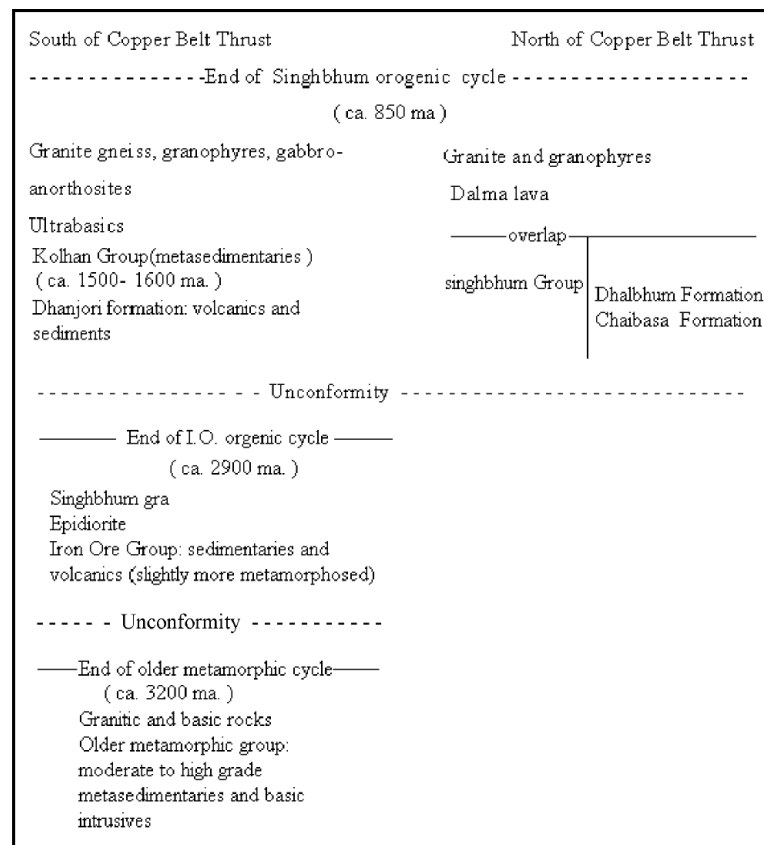 South of Copper Belt Thrust
North of Copper Belt Thrust
- - - - - - - - - - - - - - -End of Singhbhum orogenic cycle - - - - - - - - - - - - - - - - - - - -
( ca. 850 ma )
Granite gneiss, granophyres, gabbro-
anorthosites
Ultrabasics
Kolhan Group(metasedimentaries )
( ca. 1500- 1600 ma. )
Dhanjori formation: volcanics and
sediments
Granite and granophyres
Dalma lava
overlap
singhbhum Group
Dhalbhum Formation
Chaibasa Formation
- - - - - - - - - - - - - - - - - - - Unconformity - - - - - - - - - - - - - - - - - - - - - - - - - - - - -
——— End of I.O. orgenic cycle ———
( ca. 2900 ma. )
Singhbhum gra
Epidiorite
Iron Ore Group: sedimentaries and
volcanics (slightly more metamorphosed)
- - - - - - Unconformity - - - - - - - - - - -
——End of older metamorphic cycle——
( ca. 3200 ma. )
Granitic and basic rocks
Older metamorphic group:
moderate to high grade
metasedimentaries and basic
intrusives